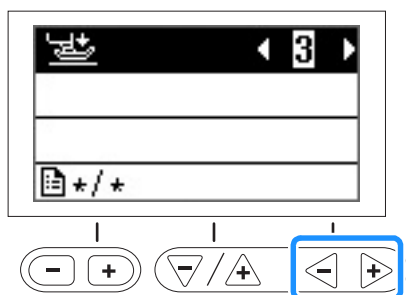 3
*/*
- + / + - +